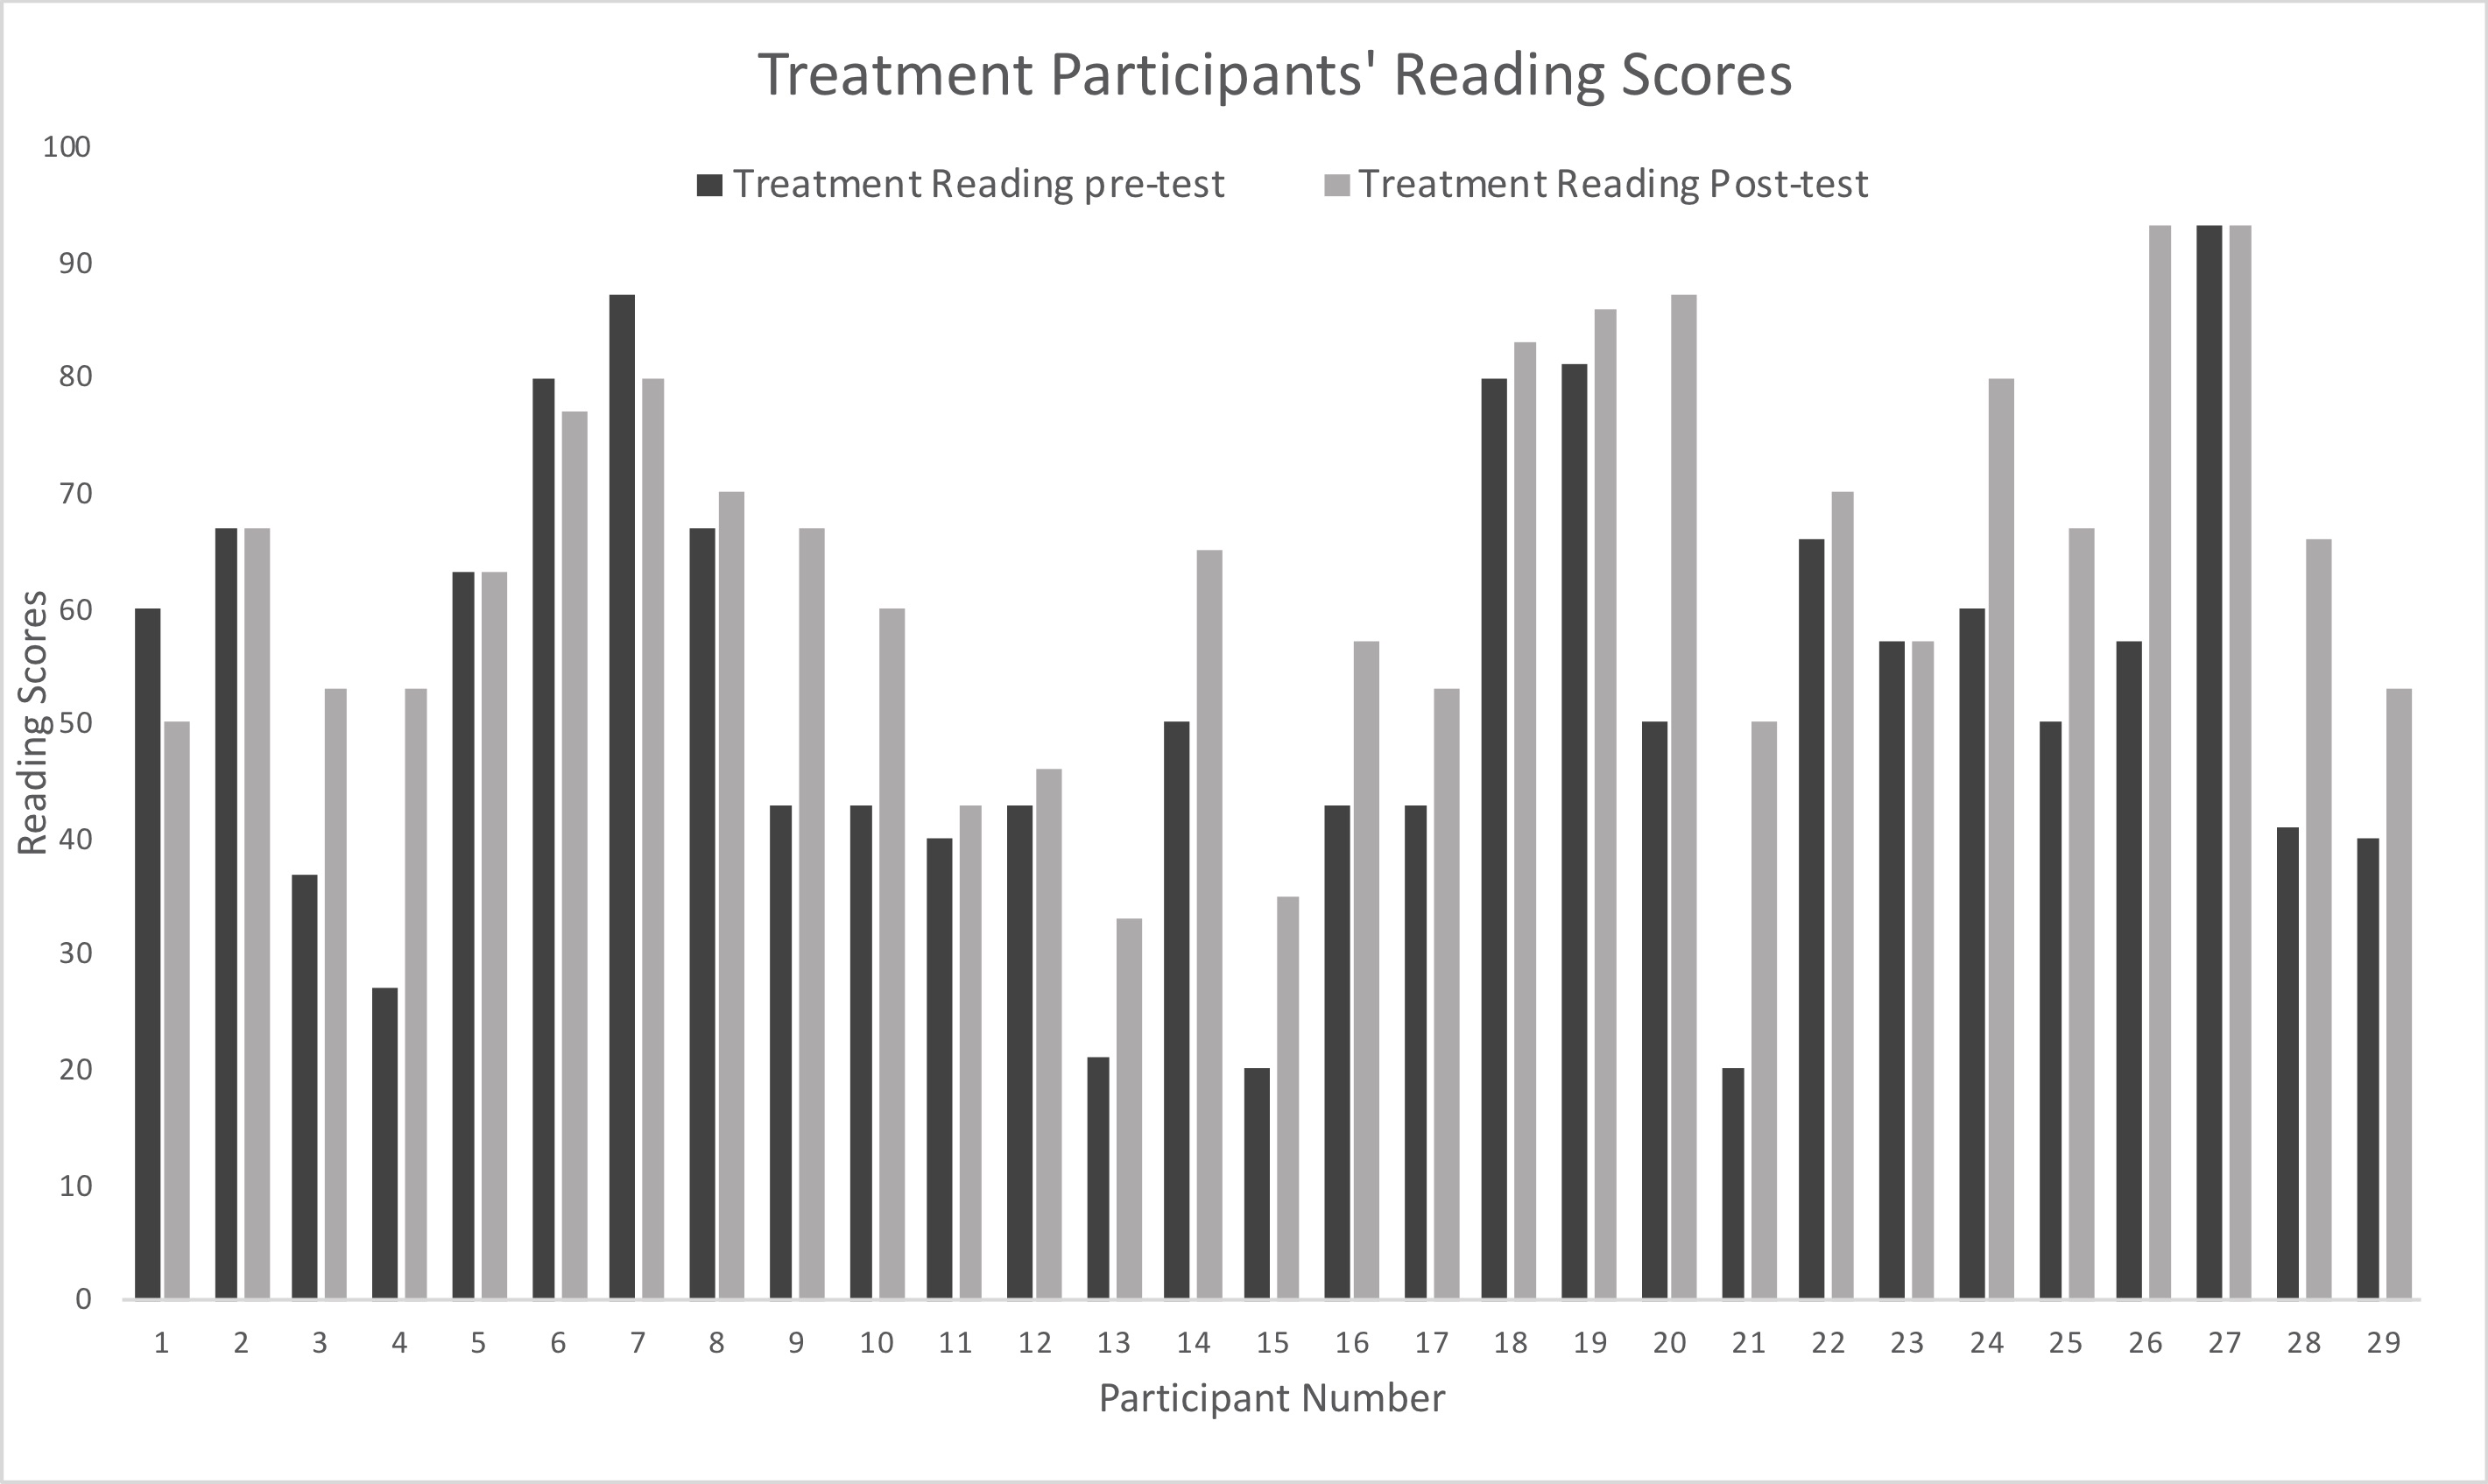 Treatment Participants' Reading Scores
Treatment Reading pre-test
Treatment Reading Post-test
100
90
80
70
60
50
40
30
20
10
0
Reading Scores
1 2 3 4 5 6 7 8 9 10 11 12 13 14 15 16 17 18 19 20 21 22 23 24 25 26 27 28 29
Participant Number